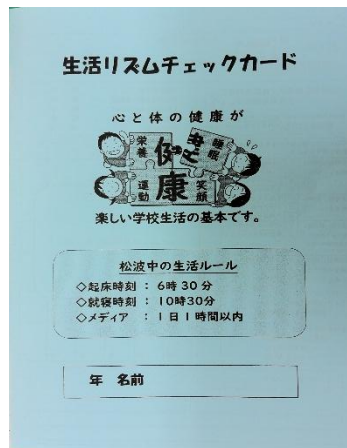 生活リズムチェックカード
心と体の健康が
栄養
睡眠
健
康
運動
笑顔
楽しい学校生活の基本です。
松波中の生活ルール
◇起床時刻 : 6時30分
◇就寝時刻 : 10時30分
◇メディア : 1日1時間以内
年 名前